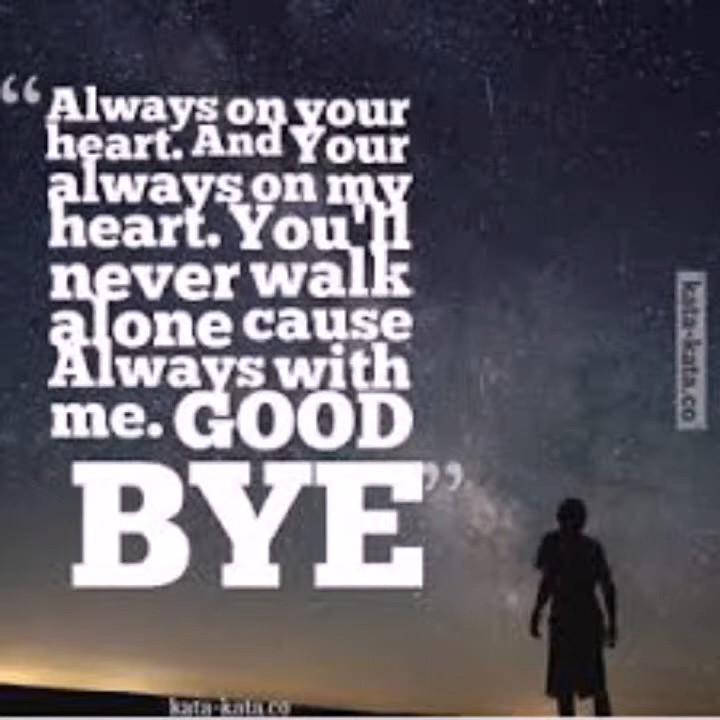 “Always on your
heart. And Your
always on my
heart. You'll
never walk
alone cause
Always with
me. GOOD
BYE”
kata-kata.co
kata-kata.co